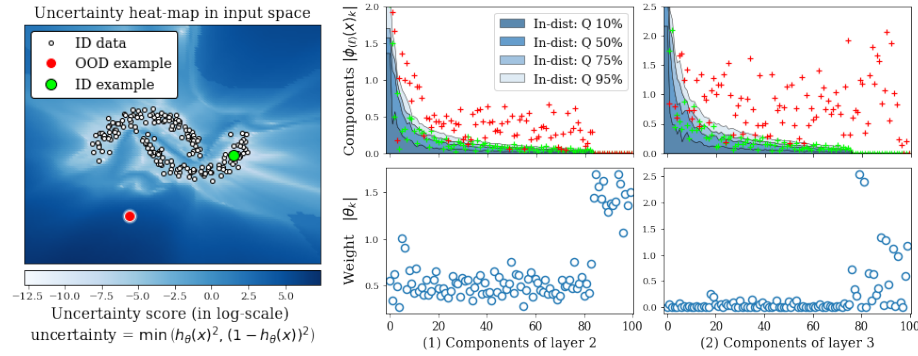 Uncertainty heat-map in input space
ID data
OOD example
ID example
−12.5 −10.0 −7.5 −5.0 −2.5 0.0 2.5 5.0
Uncertainty score (in log-scale)
uncertainty = min (h_θ(x)², (1 − h_θ(x))²)
Components |ϕ_(l)(x)_k|
2.0
1.5
1.0
0.5
0.0
In-dist: Q 10%
In-dist: Q 50%
In-dist: Q 75%
In-dist: Q 95%
2.5
2.0
1.5
1.0
0.5
0.0
Weight |θ_k|
1.5
1.0
0.5
0 20 40 60 80 100
(1) Components of layer 2
2.5
2.0
1.5
1.0
0.5
0.0
0 20 40 60 80 100
(2) Components of layer 3